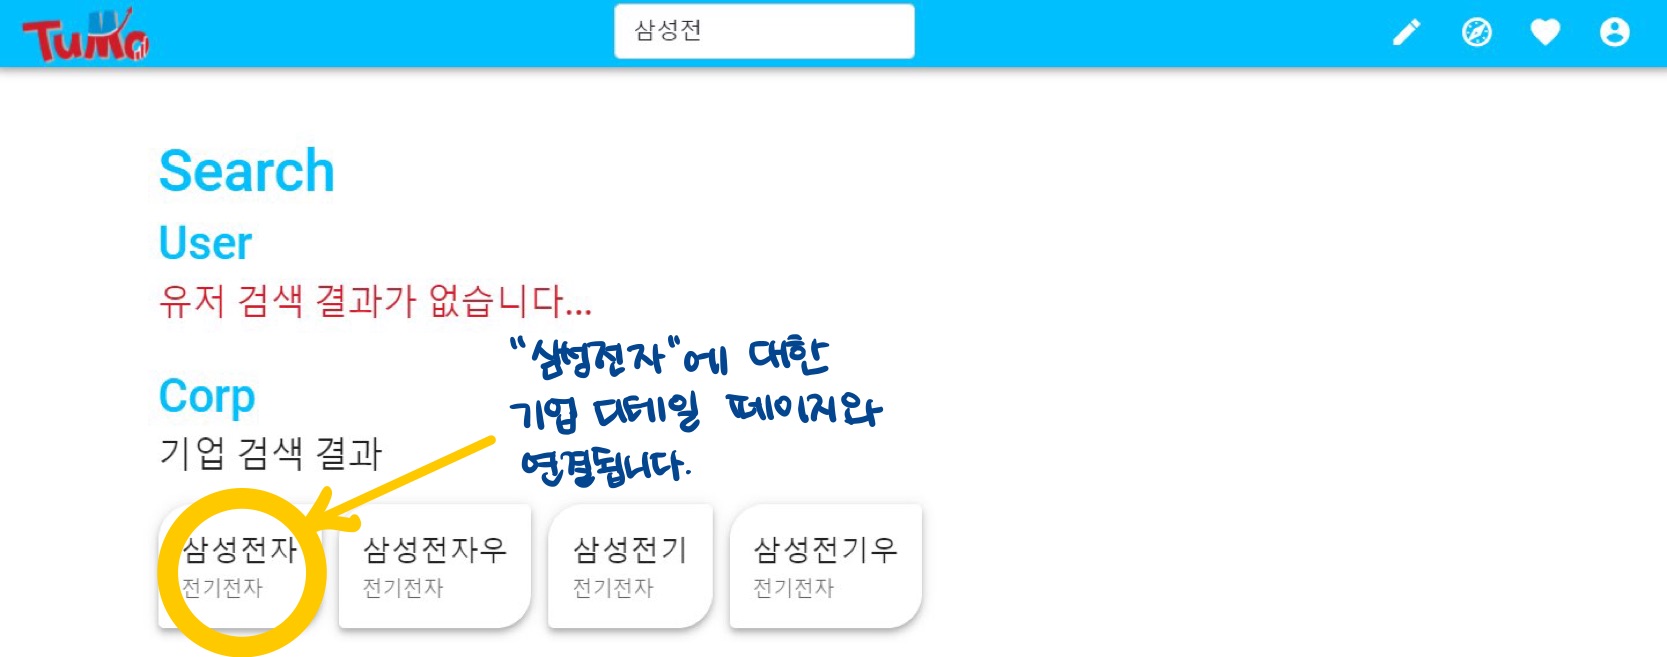 TuMo
삼성전
Search
User
유저 검색 결과가 없습니다...
"삼성전자"에 대한
기업 디테일 페이지와
연결됩니다.
Corp
기업 검색 결과
삼성전자
전기전자
삼성전자우
전기전자
삼성전기
전기전자
삼성전기우
전기전자